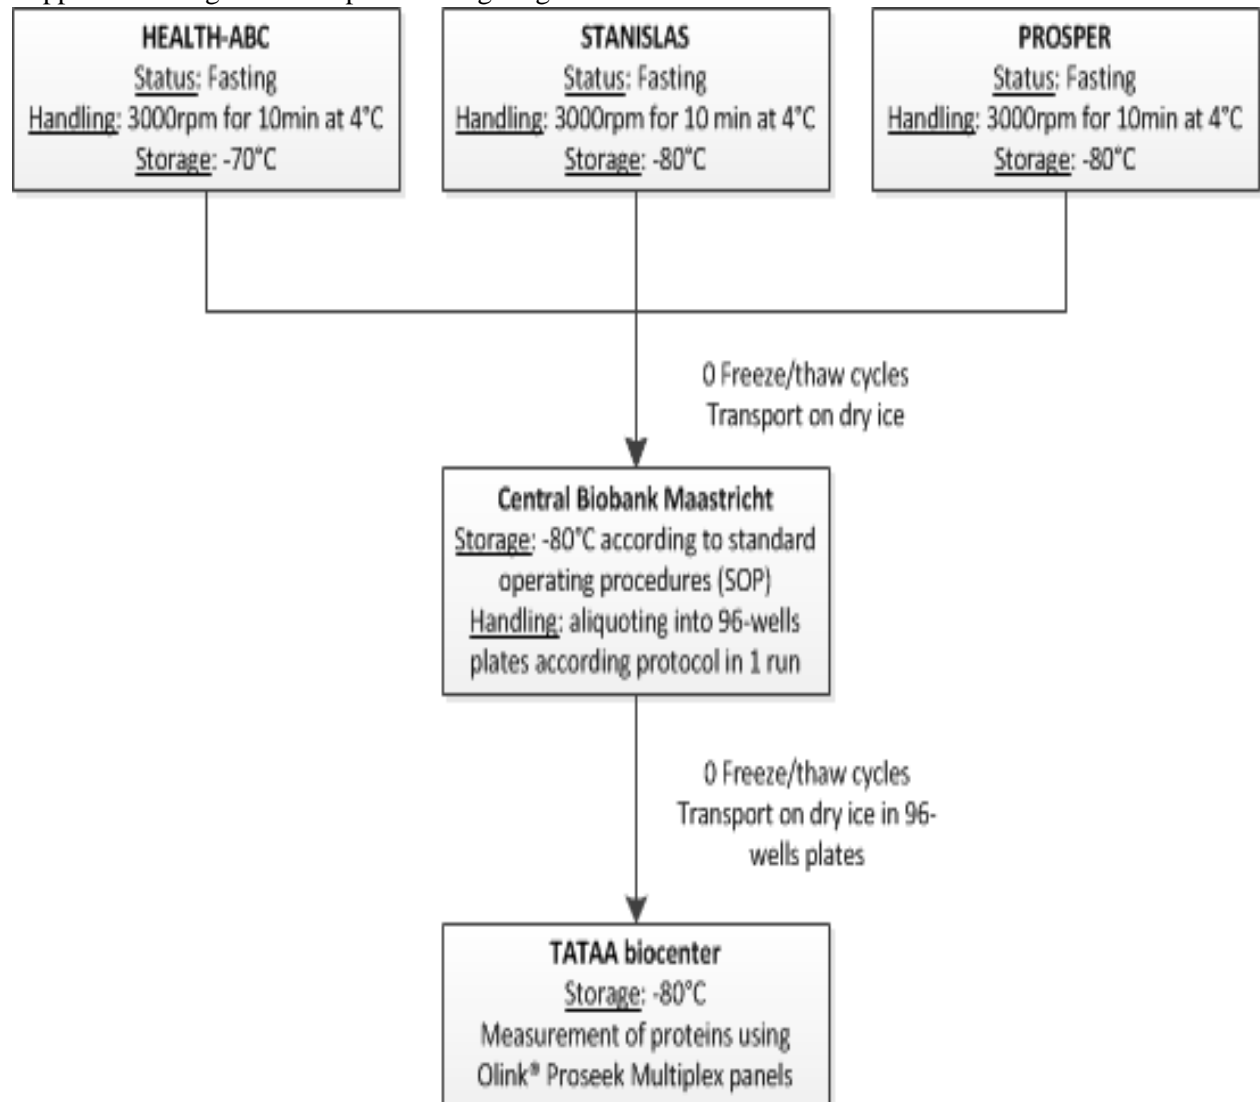 HEALTH-ABC
Status: Fasting
Handling: 3000rpm for 10min at 4°C
Storage: -70°C
STANISLAS
Status: Fasting
Handling: 3000rpm for 10 min at 4°C
Storage: -80°C
PROSPER
Status: Fasting
Handling: 3000rpm for 10min at 4°C
Storage: -80°C
0 Freeze/thaw cycles
Transport on dry ice
Central Biobank Maastricht
Storage: -80°C according to standard
operating procedures (SOP)
Handling: aliquoting into 96-wells
plates according protocol in 1 run
0 Freeze/thaw cycles
Transport on dry ice in 96-
wells plates
TATAA biocenter
Storage: -80°C
Measurement of proteins using
Olink® Proseek Multiplex panels